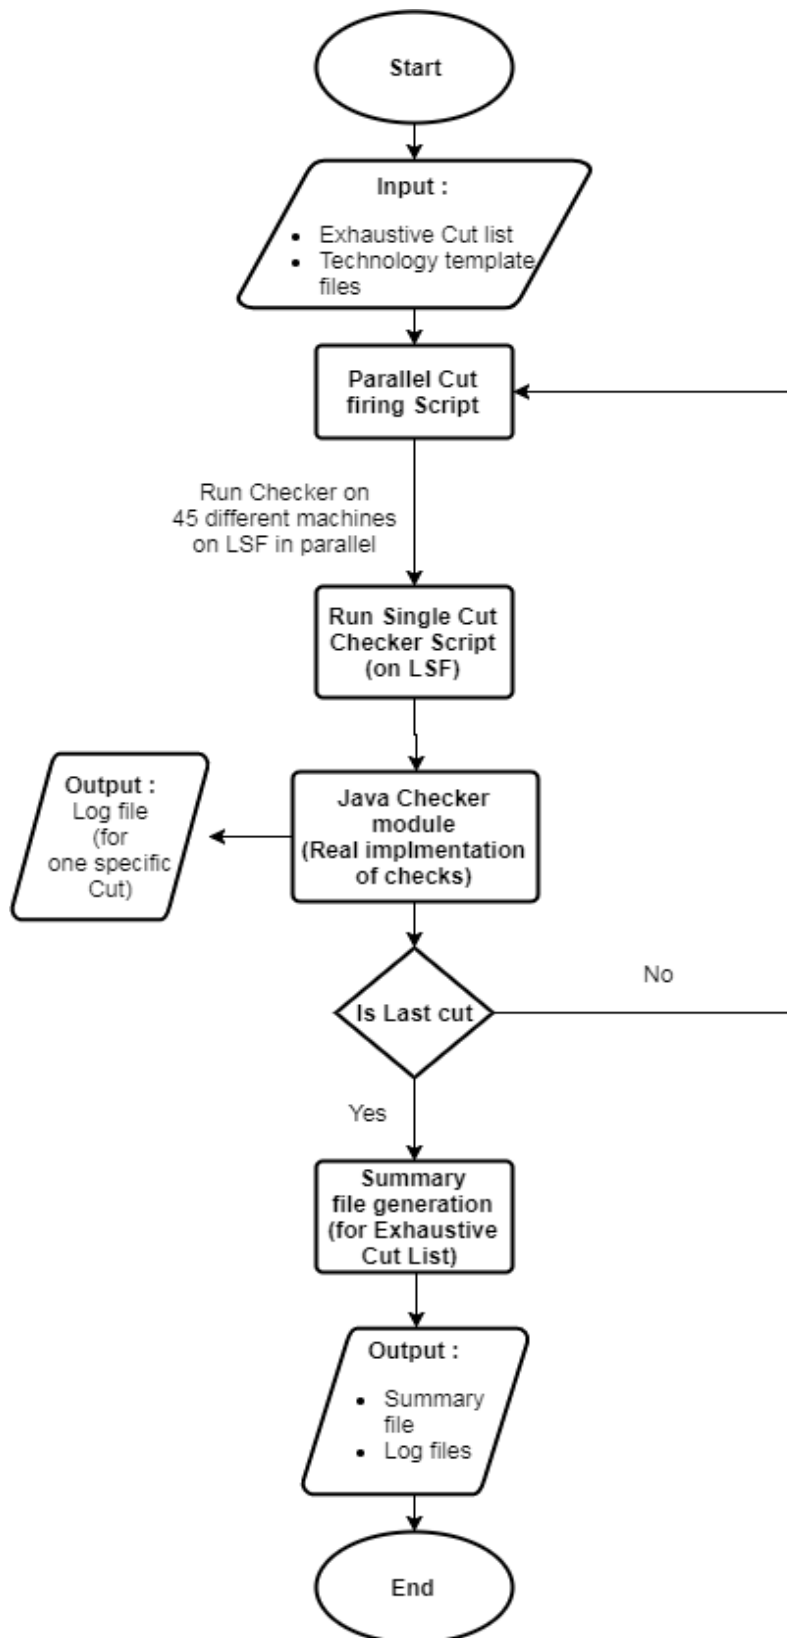 Start
Input :
• Exhaustive Cut list
• Technology template
files
Parallel Cut
firing Script
Run Checker on
45 different machines
on LSF in parallel
Run Single Cut
Checker Script
(on LSF)
Java Checker
module
(Real implmentation
of checks)
Output :
Log file
(for
one specific
Cut)
Is Last cut
No
Yes
Summary
file generation
(for Exhaustive
Cut List)
Output :
• Summary
file
• Log files
End